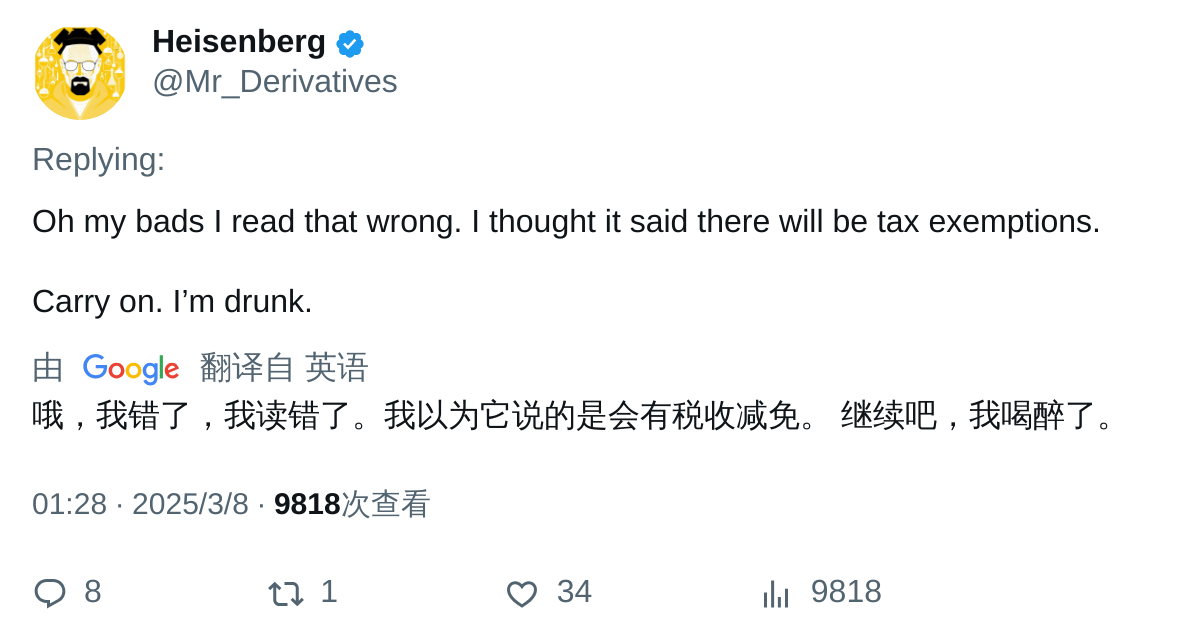 Heisenberg
@Mr_Derivatives
Replying:
Oh my bads I read that wrong. I thought it said there will be tax exemptions.
Carry on. I’m drunk.
由 Google 翻译自 英语
哦，我错了，我读错了。我以为它说的是会有税收减免。 继续吧，我喝醉了。
01:28 · 2025/3/8 · 9818次查看
8 1 34 9818